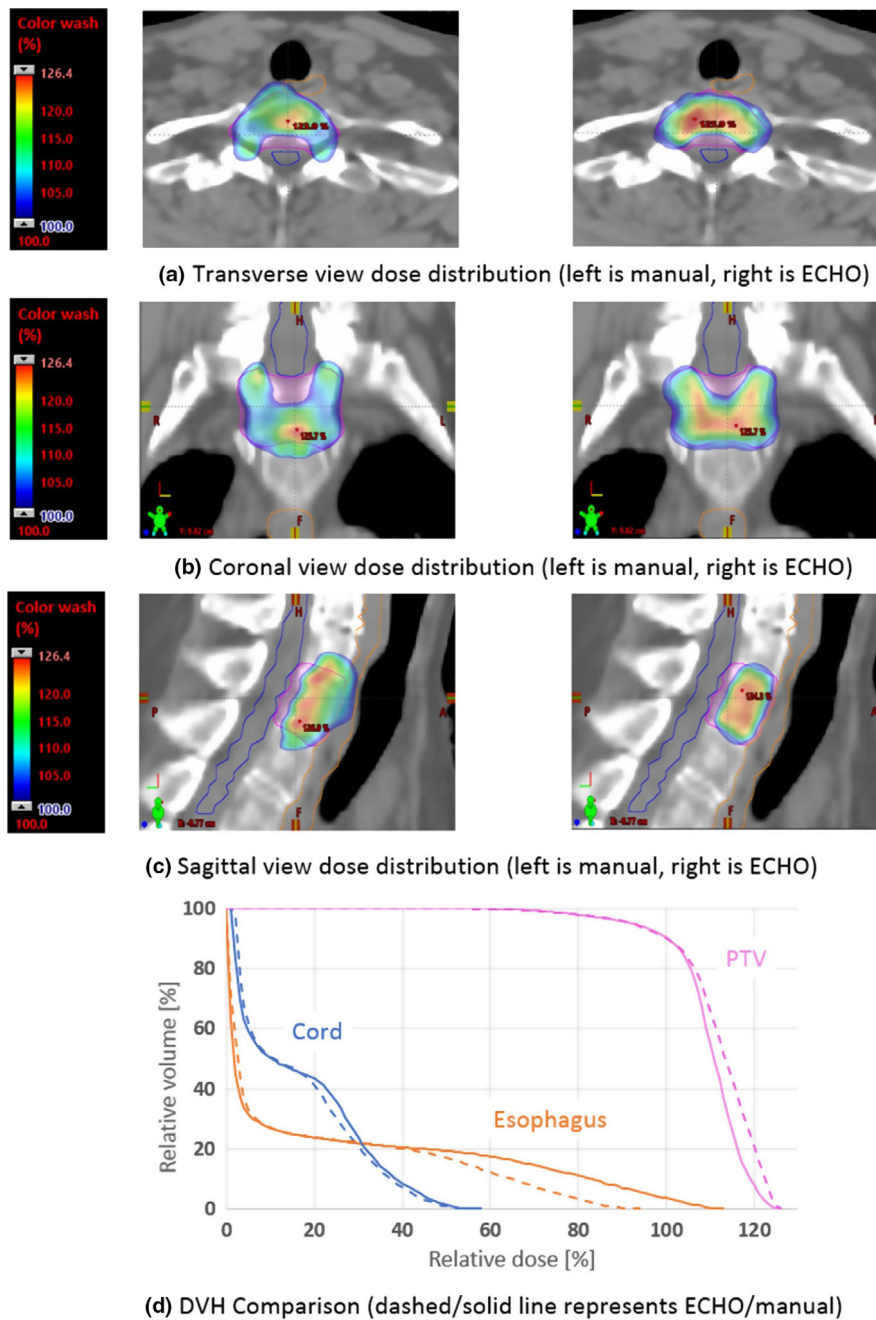 Color wash
(%)
126.4
120.0
115.0
110.0
105.0
100.0
100.0
(a) Transverse view dose distribution (left is manual, right is ECHO)
Color wash
(%)
126.4
120.0
115.0
110.0
105.0
100.0
100.0
H
R
L
F
125.7 %
H
R
F
125.7 %
(b) Coronal view dose distribution (left is manual, right is ECHO)
Color wash
(%)
126.4
120.0
115.0
110.0
105.0
100.0
100.0
H
P
A
F
H
P
A
F
(c) Sagittal view dose distribution (left is manual, right is ECHO)
100
80
60
40
20
0
Relative volume [%]
Cord
Esophagus
PTV
0 20 40 60 80 100 120
Relative dose [%]
(d) DVH Comparison (dashed/solid line represents ECHO/manual)